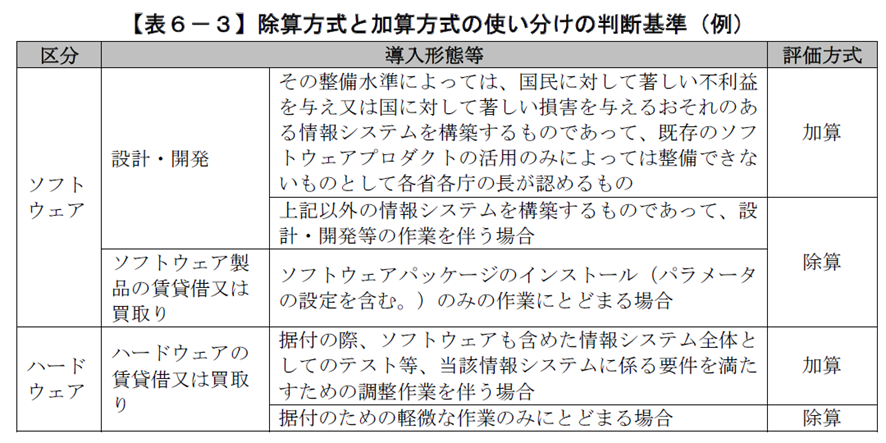 【表6－3】除算方式と加算方式の使い分けの判断基準（例）
区分
導入形態等
評価方式
ソフト
ウェア
設計・開発
その整備水準によっては、国民に対して著しい不利益
を与え又は国に対して著しい損害を与えるおそれのあ
る情報システムを構築するものであって、既存のソフ
トウェアプロダクトの活用のみによっては整備できな
いものとして各省各庁の長が認めるもの
加算
上記以外の情報システムを構築するものであって、設
計・開発等の作業を伴う場合
除算
ソフトウェア製
品の賃貸借又は
買取り
ソフトウェアパッケージのインストール（パラメータ
の設定を含む。）のみの作業にとどまる場合
ハード
ウェア
ハードウェアの
賃貸借又は買取
り
据付の際、ソフトウェアも含めた情報システム全体と
してのテスト等、当該情報システムに係る要件を満た
すための調整作業を伴う場合
加算
据付のための軽微な作業のみにとどまる場合
除算